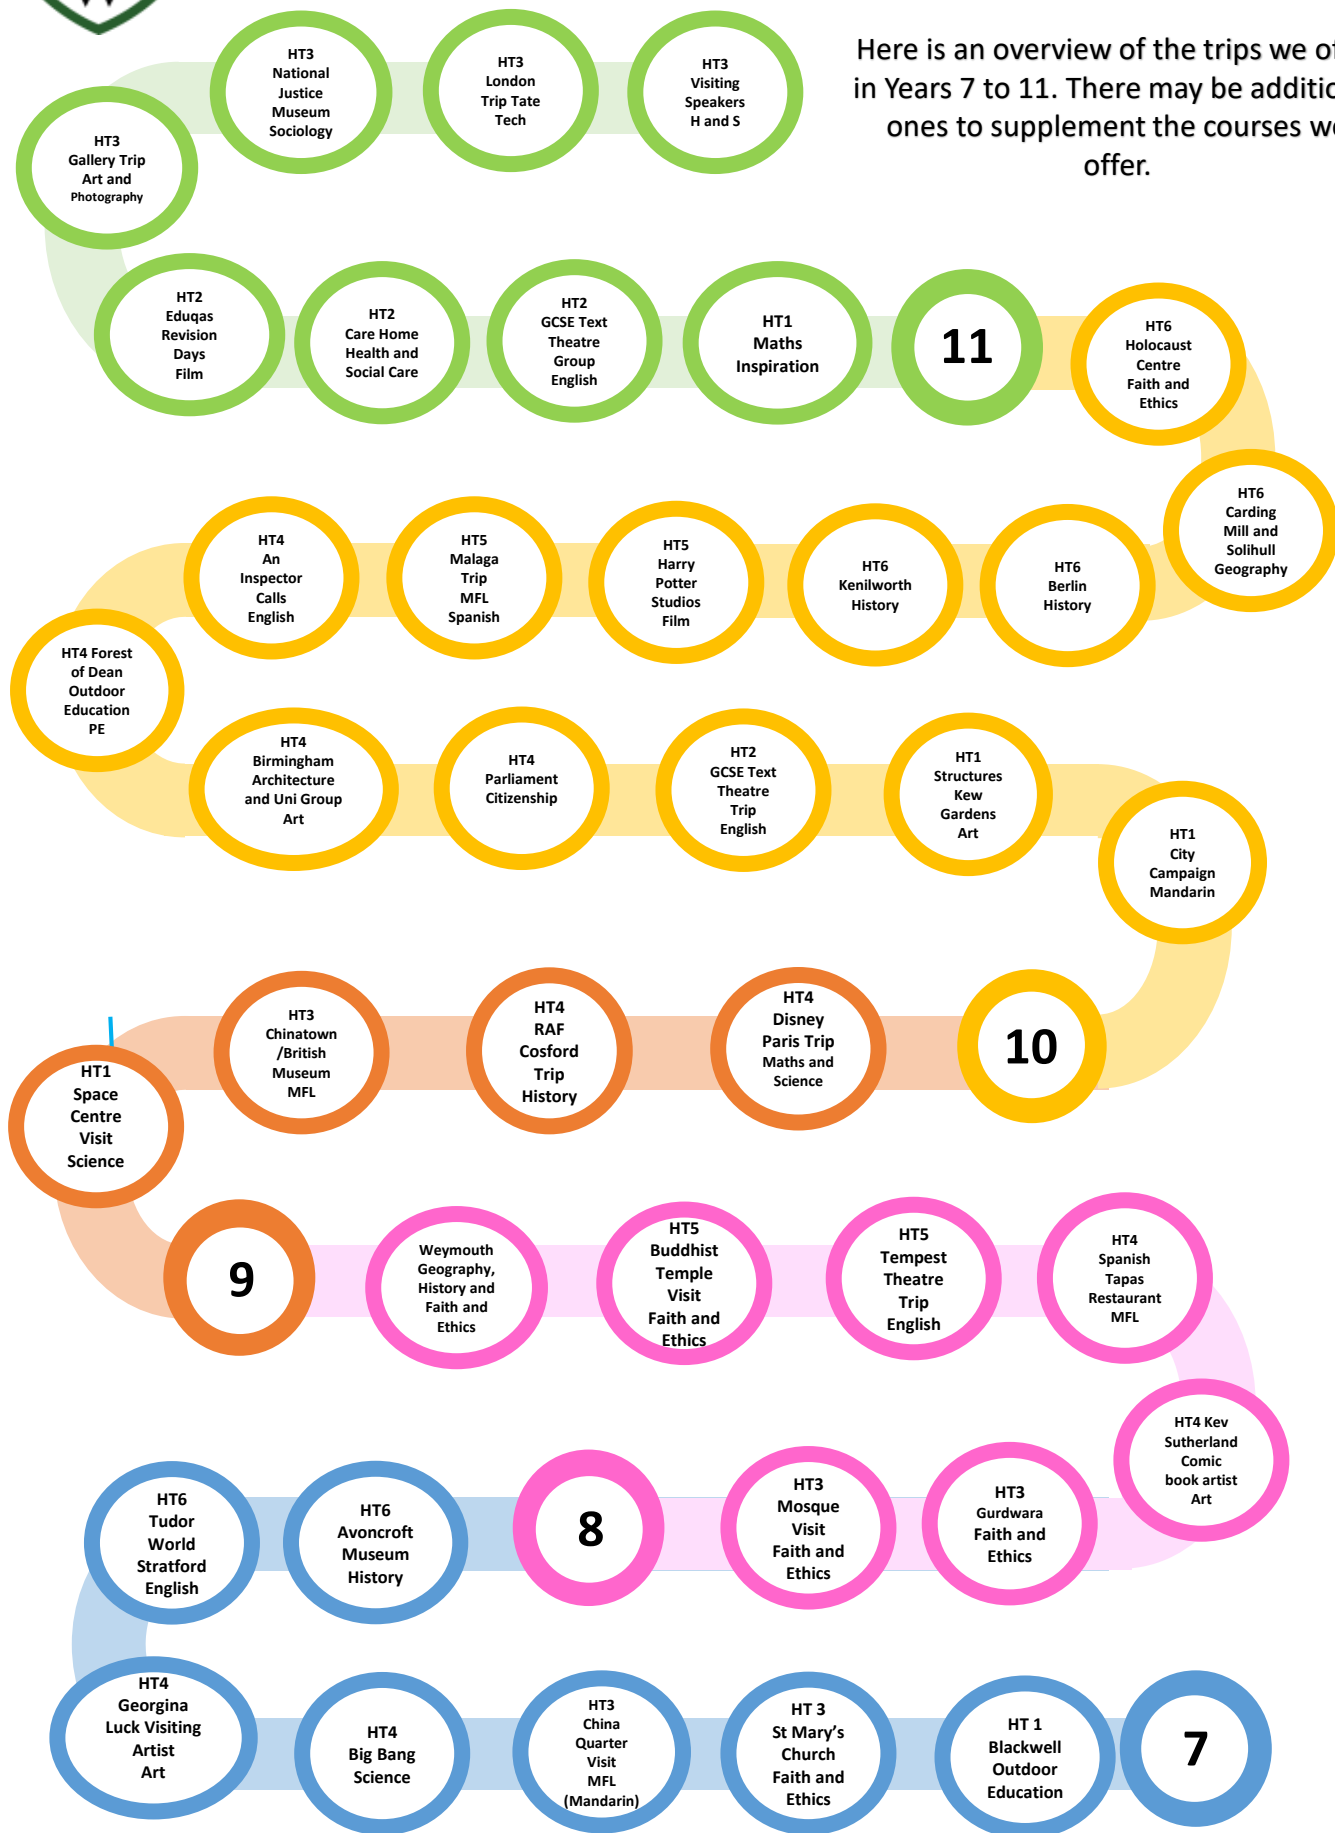 Here is an overview of the trips we of
in Years 7 to 11. There may be additio
ones to supplement the courses we
offer.
HT3
National
Justice
Museum
Sociology
HT3
London
Trip Tate
Tech
HT3
Visiting
Speakers
H and S
HT3
Gallery Trip
Art and
Photography
HT2
Eduqas
Revision
Days
Film
HT2
Care Home
Health and
Social Care
HT2
GCSE Text
Theatre
Group
English
HT1
Maths
Inspiration
11
HT6
Holocaust
Centre
Faith and
Ethics
HT6
Carding
Mill and
Solihull
Geography
HT4
An
Inspector
Calls
English
HT5
Malaga
Trip
MFL
Spanish
HT5
Harry
Potter
Studios
Film
HT6
Kenilworth
History
HT6
Berlin
History
HT4 Forest
of Dean
Outdoor
Education
PE
HT4
Birmingham
Architecture
and Uni Group
Art
HT4
Parliament
Citizenship
HT2
GCSE Text
Theatre
Trip
English
HT1
Structures
Kew
Gardens
Art
HT1
City
Campaign
Mandarin
HT3
Chinatown
/British
Museum
MFL
HT4
RAF
Cosford
Trip
History
HT4
Disney
Paris Trip
Maths and
Science
10
HT1
Space
Centre
Visit
Science
9
Weymouth
Geography,
History and
Faith and
Ethics
HT5
Buddhist
Temple
Visit
Faith and
Ethics
HT5
Tempest
Theatre
Trip
English
HT4
Spanish
Tapas
Restaurant
MFL
HT4 Kev
Sutherland
Comic
book artist
Art
HT6
Tudor
World
Stratford
English
HT6
Avoncroft
Museum
History
8
HT3
Mosque
Visit
Faith and
Ethics
HT3
Gurdwara
Faith and
Ethics
HT4
Georgina
Luck Visiting
Artist
Art
HT4
Big Bang
Science
HT3
China
Quarter
Visit
MFL
(Mandarin)
HT 3
St Mary's
Church
Faith and
Ethics
HT 1
Blackwell
Outdoor
Education
7